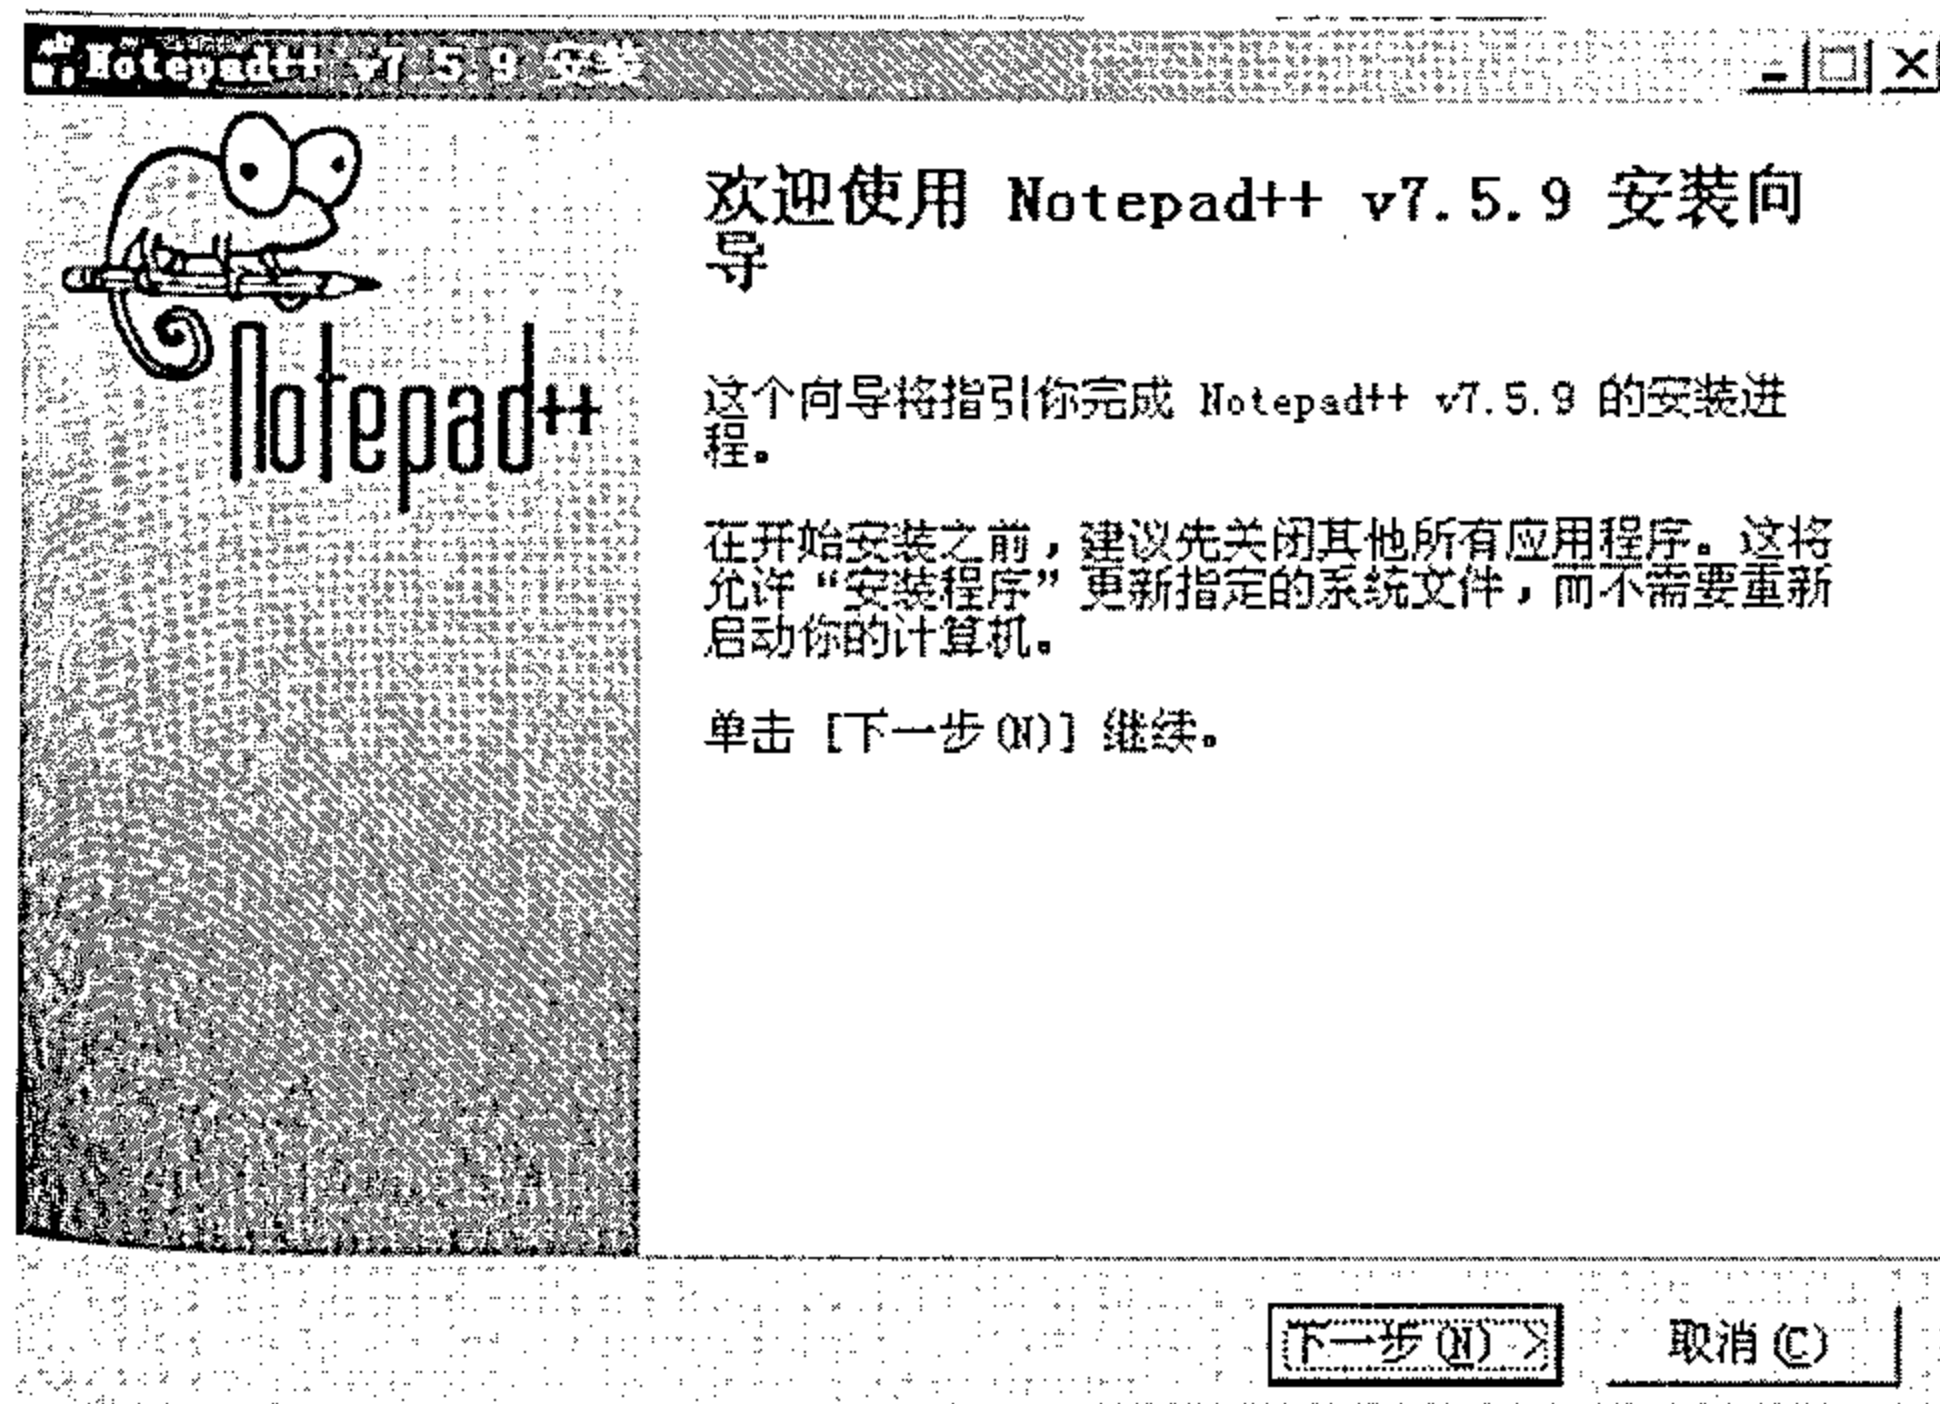 Notepad++ v7.5.9 安装
欢迎使用 Notepad++ v7.5.9 安装向
导
notepad++
这个向导将指引你完成 Notepad++ v7.5.9 的安装进
程。
在开始安装之前，建议先关闭其他所有应用程序。这将
允许“安装程序”更新指定的系统文件，而不需要重新
启动你的计算机。
单击 [下一步(N)] 继续。
下一步(N) >
取消(C)